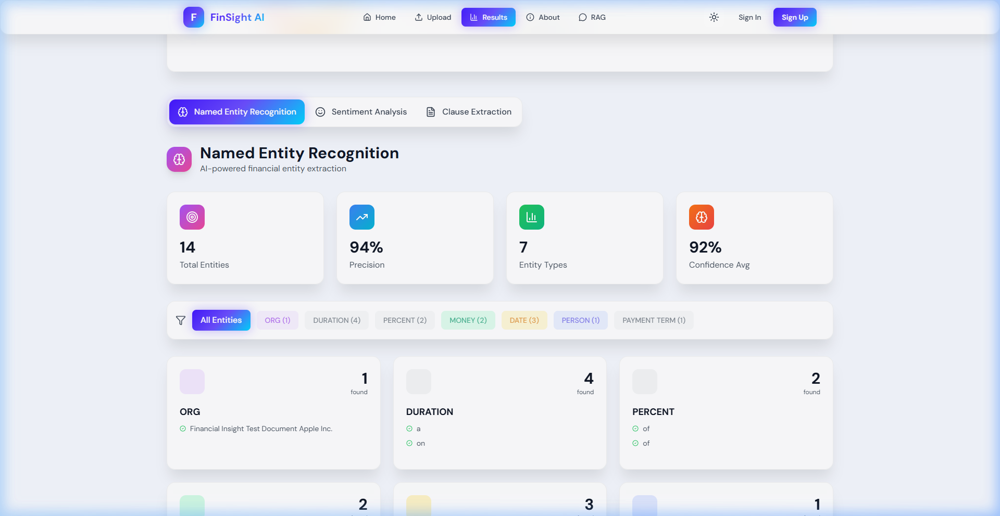 F FinSight AI Home Upload Results About RAG Sign In Sign Up
Named Entity Recognition Sentiment Analysis Clause Extraction
Named Entity Recognition
AI-powered financial entity extraction
14
Total Entities
94%
Precision
7
Entity Types
92%
Confidence Avg
All Entities ORG (1) DURATION (4) PERCENT (2) MONEY (2) DATE (3) PERSON (1) PAYMENT TERM (1)
1
found
ORG
Financial Insight Test Document Apple Inc.
4
found
DURATION
a
on
2
found
PERCENT
of
of
2
3
1